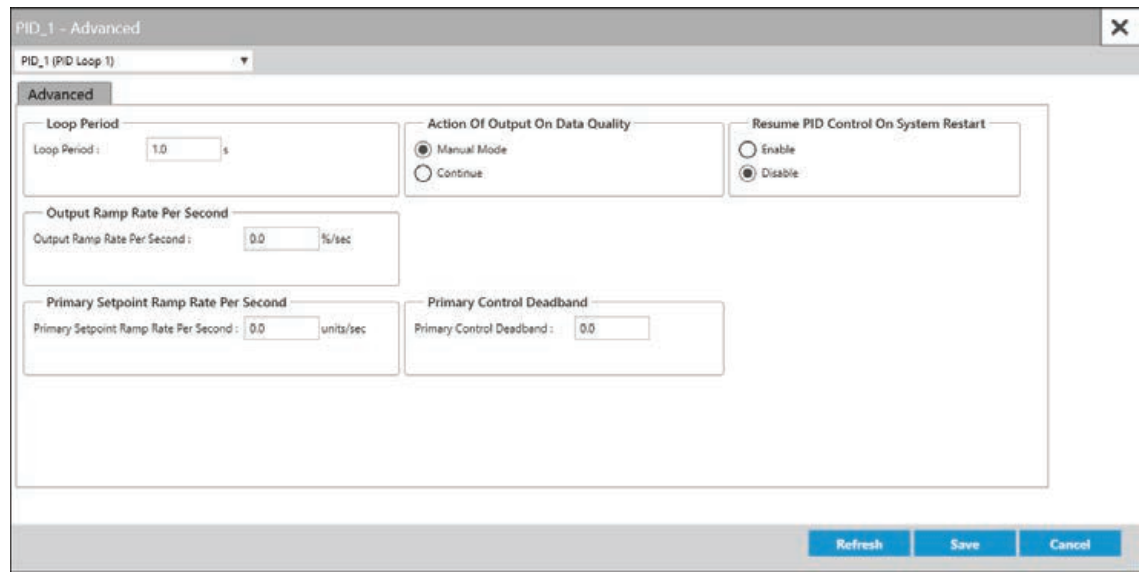 PID_1 - Advanced
PID_1 (PID Loop 1)
Advanced
Loop Period
Loop Period : 1.0 s
Action Of Output On Data Quality
Manual Mode
Continue
Resume PID Control On System Restart
Enable
Disable
Output Ramp Rate Per Second
Output Ramp Rate Per Second : 0.0 %/sec
Primary Setpoint Ramp Rate Per Second
Primary Setpoint Ramp Rate Per Second : 0.0 units/sec
Primary Control Deadband
Primary Control Deadband : 0.0
Refresh
Save
Cancel